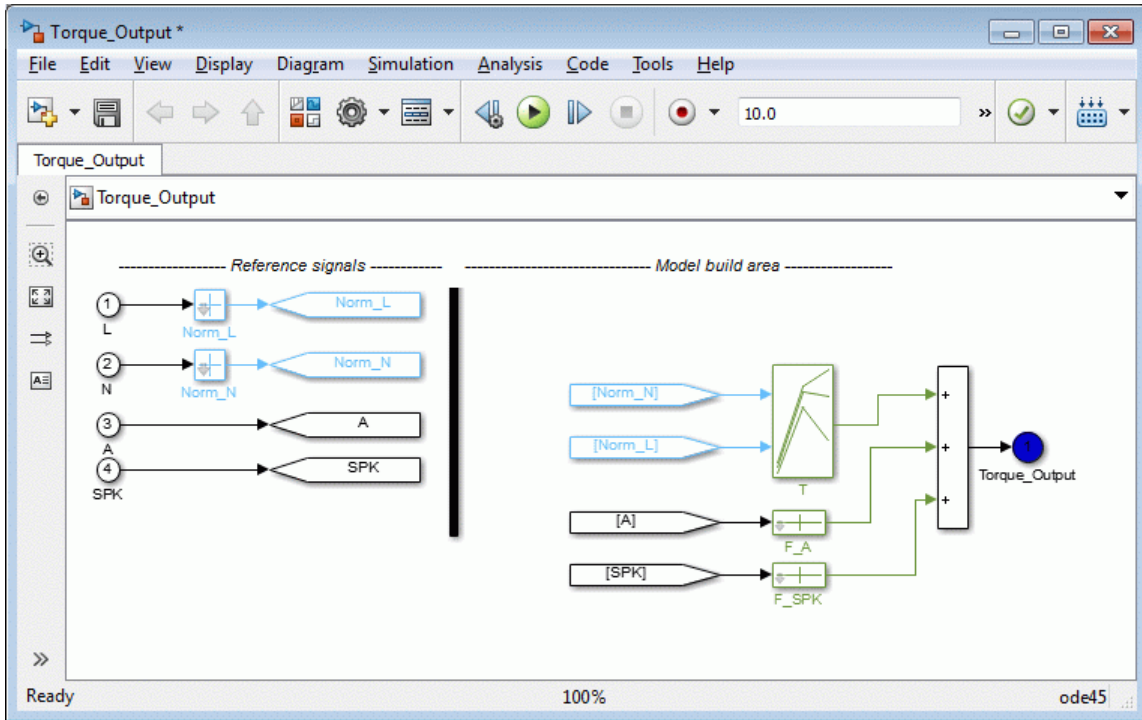 Torque_Output *
File Edit View Display Diagram Simulation Analysis Code Tools Help
10.0 »
Torque_Output
Torque_Output
------------------ Reference signals ------------
------------------------------- Model build area ------------------
1
L
Norm_L
Norm_L
2
N
Norm_N
Norm_N
3
A
A
4
SPK
SPK
[Norm_N]
[Norm_L]
T
[A]
F_A
[SPK]
F_SPK
+
+
+
1
Torque_Output
Ready 100% ode45